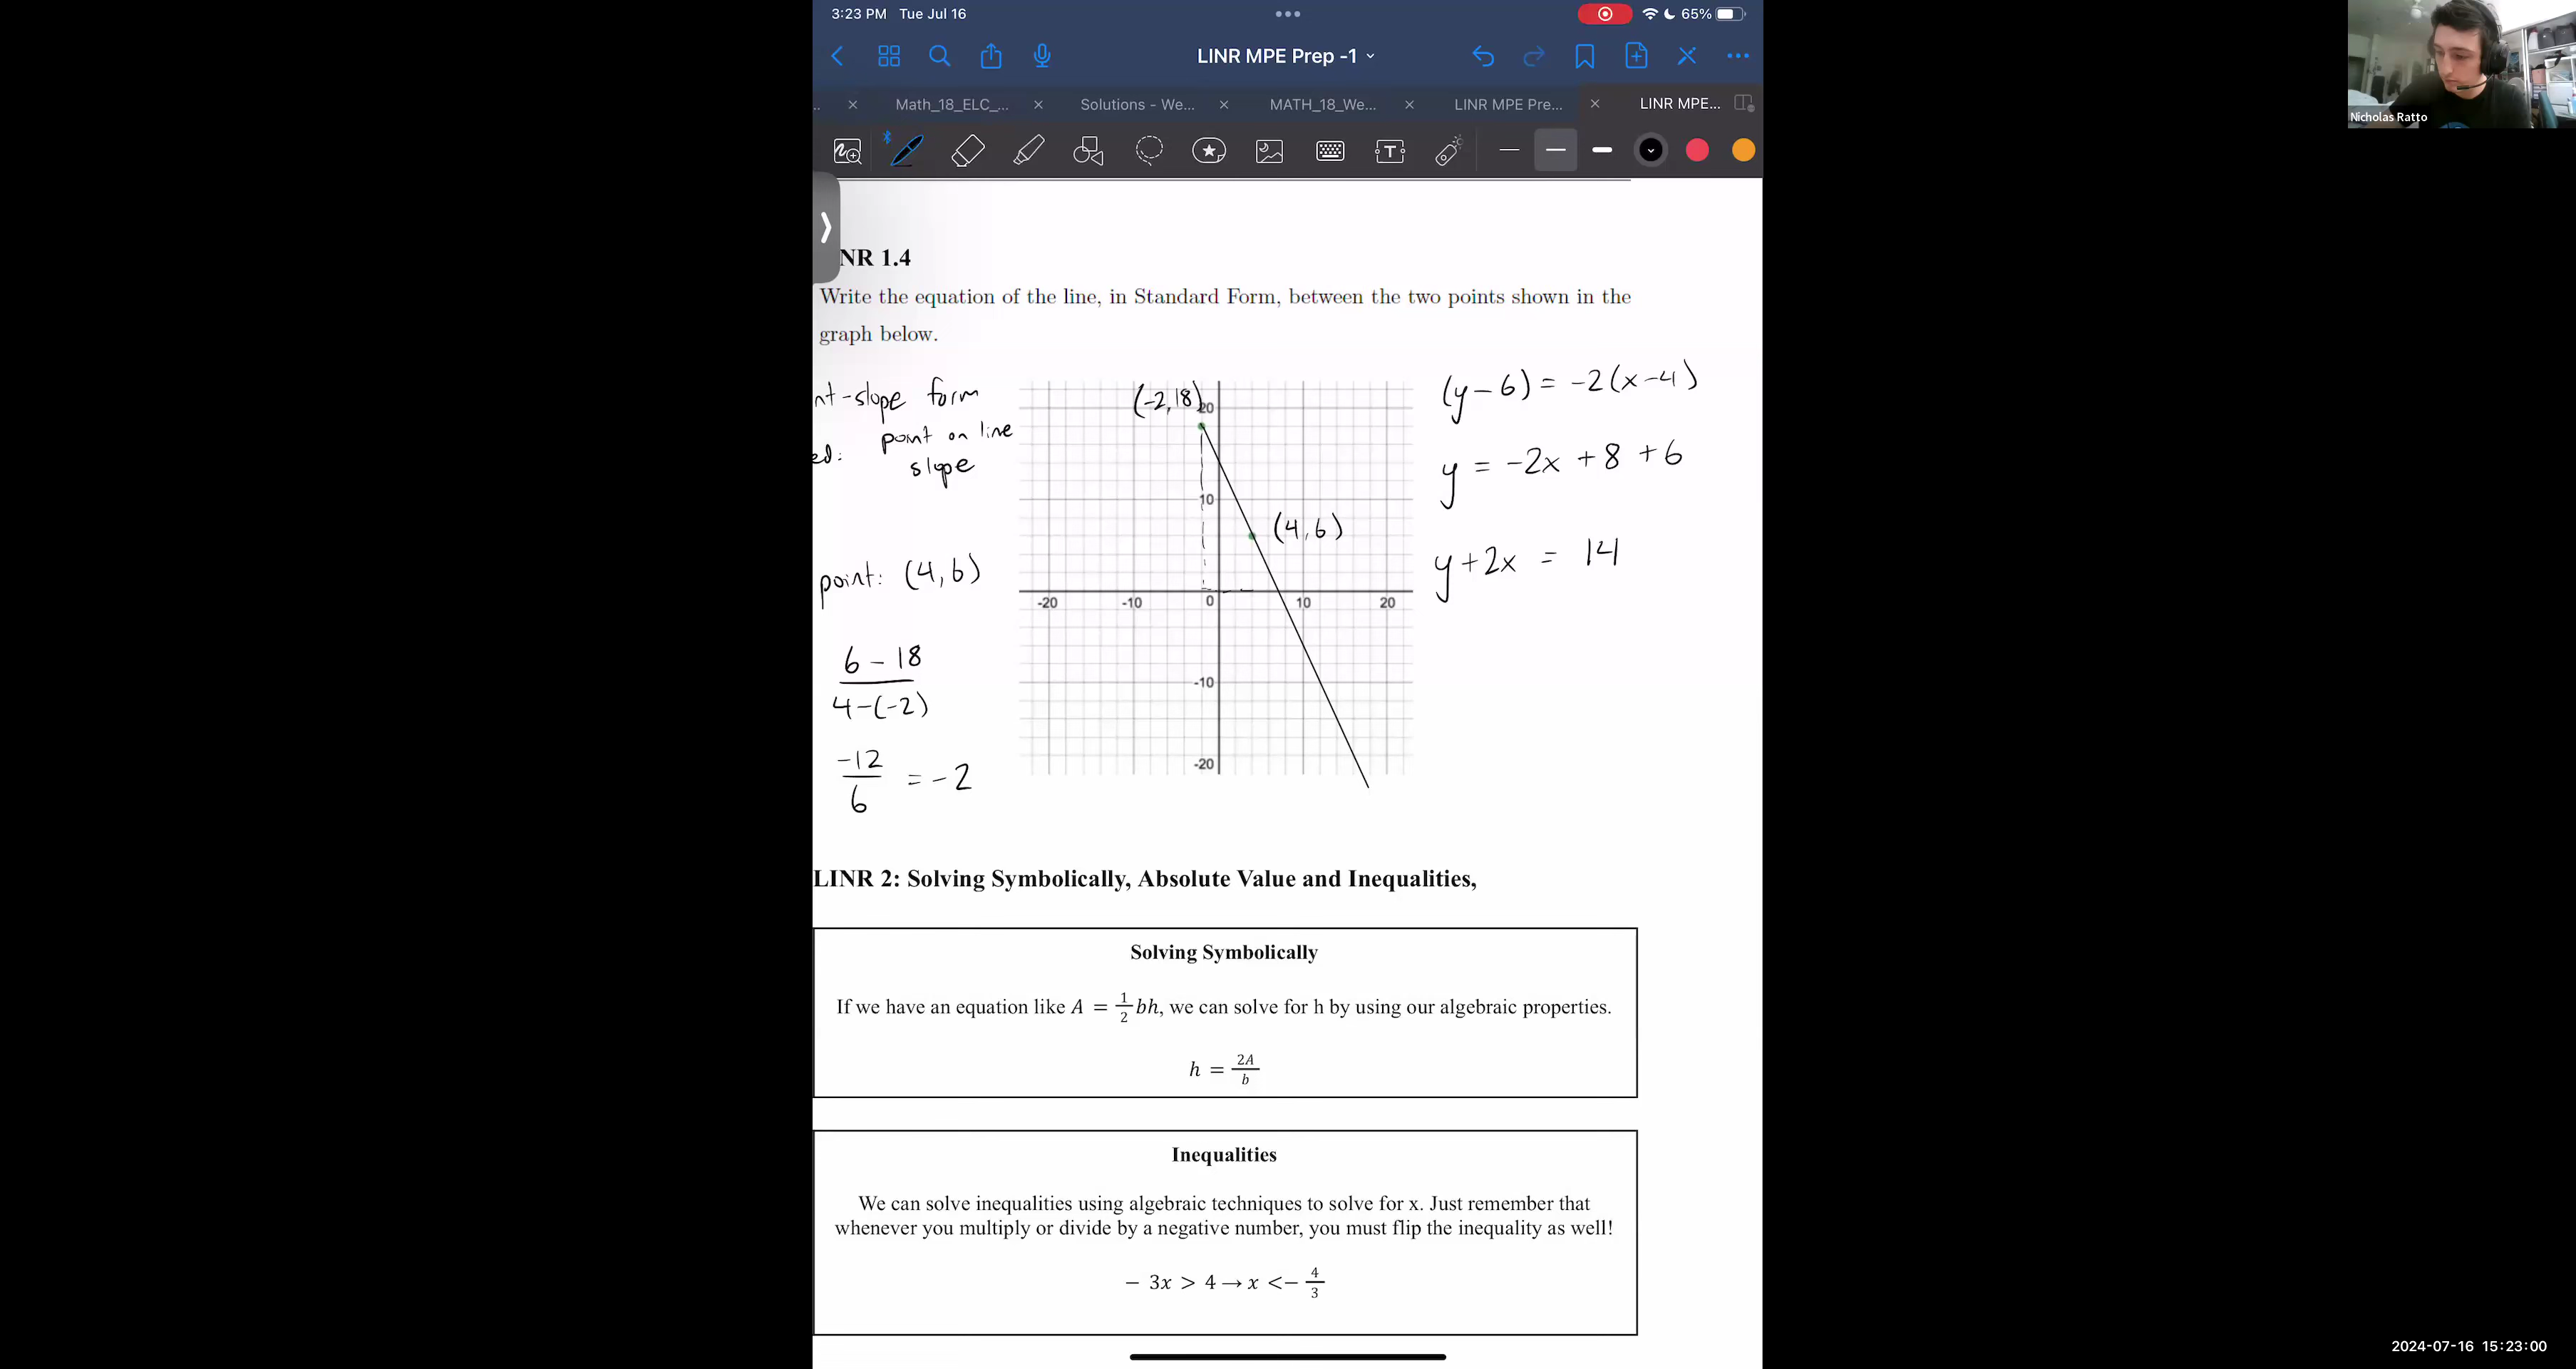 3:23 PM Tue Jul 16
65%
LINR MPE Prep -1
Math_18_ELC_...
Solutions - We...
MATH_18_We...
LINR MPE Pre...
LINR MPE...
Nicholas Ratto
NR 1.4
Write the equation of the line, in Standard Form, between the two points shown in the
graph below.
nt-slope form
ed: point on line
slope
point: (4,6)
6 - 18
4-(-2)
-12
6
= -2
(-2,18)
20
10
(4,6)
-20
-10
0
10
20
-10
-20
(y-6) = -2(x-4)
y = -2x +8 +6
y+2x = 14
LINR 2: Solving Symbolically, Absolute Value and Inequalities,
Solving Symbolically
If we have an equation like A = 1/2 bh, we can solve for h by using our algebraic properties.
h = 2A/b
Inequalities
We can solve inequalities using algebraic techniques to solve for x. Just remember that
whenever you multiply or divide by a negative number, you must flip the inequality as well!
- 3x > 4 → x <- 4/3
2024-07-16 15:23:00